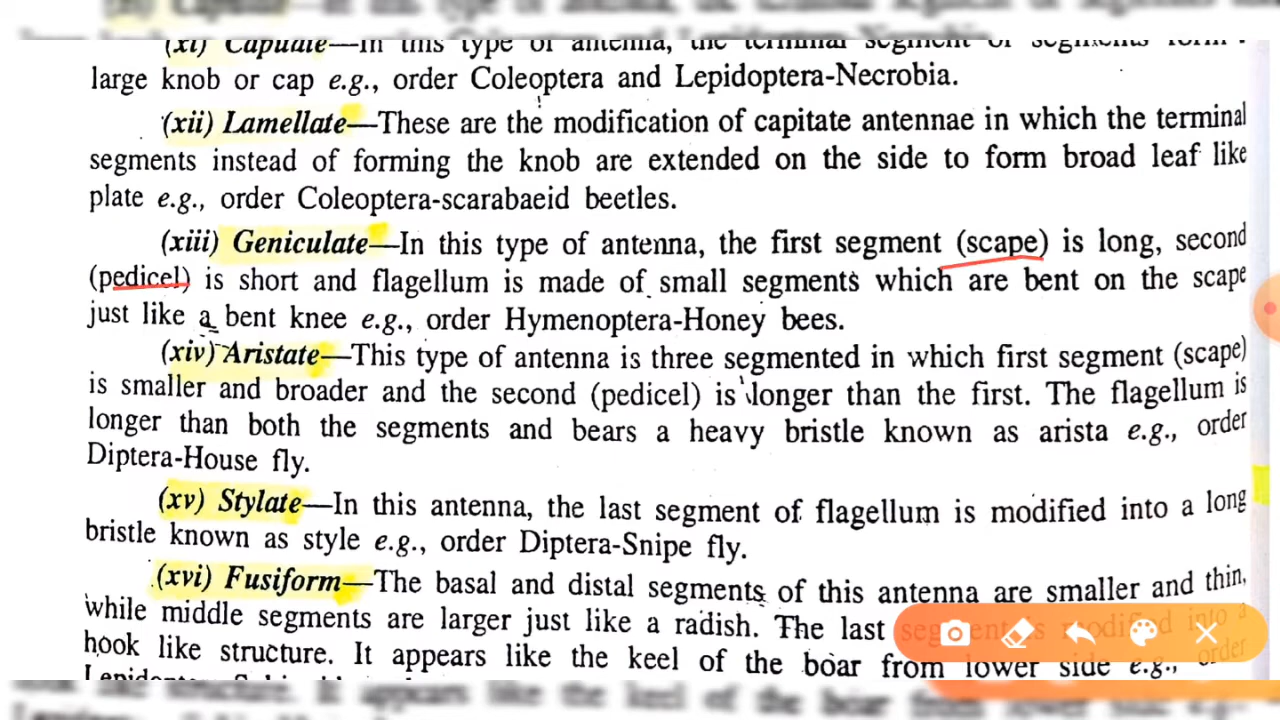 (xi) Capitate—In this type of antenna, the terminal segment or segments form
large knob or cap e.g., order Coleoptera and Lepidoptera-Necrobia.
(xii) Lamellate—These are the modification of capitate antennae in which the terminal
segments instead of forming the knob are extended on the side to form broad leaf like
plate e.g., order Coleoptera-scarabaeid beetles.
(xiii) Geniculate—In this type of antenna, the first segment (scape) is long, second
(pedicel) is short and flagellum is made of small segments which are bent on the scape
just like a bent knee e.g., order Hymenoptera-Honey bees.
(xiv) Aristate—This type of antenna is three segmented in which first segment (scape)
is smaller and broader and the second (pedicel) is longer than the first. The flagellum is
longer than both the segments and bears a heavy bristle known as arista e.g., order
Diptera-House fly.
(xv) Stylate—In this antenna, the last segment of flagellum is modified into a long
bristle known as style e.g., order Diptera-Snipe fly.
(xvi) Fusiform—The basal and distal segments of this antenna are smaller and thin,
while middle segments are larger just like a radish. The last segment is modified into a
hook like structure. It appears like the keel of the boar from lower side e.g., order